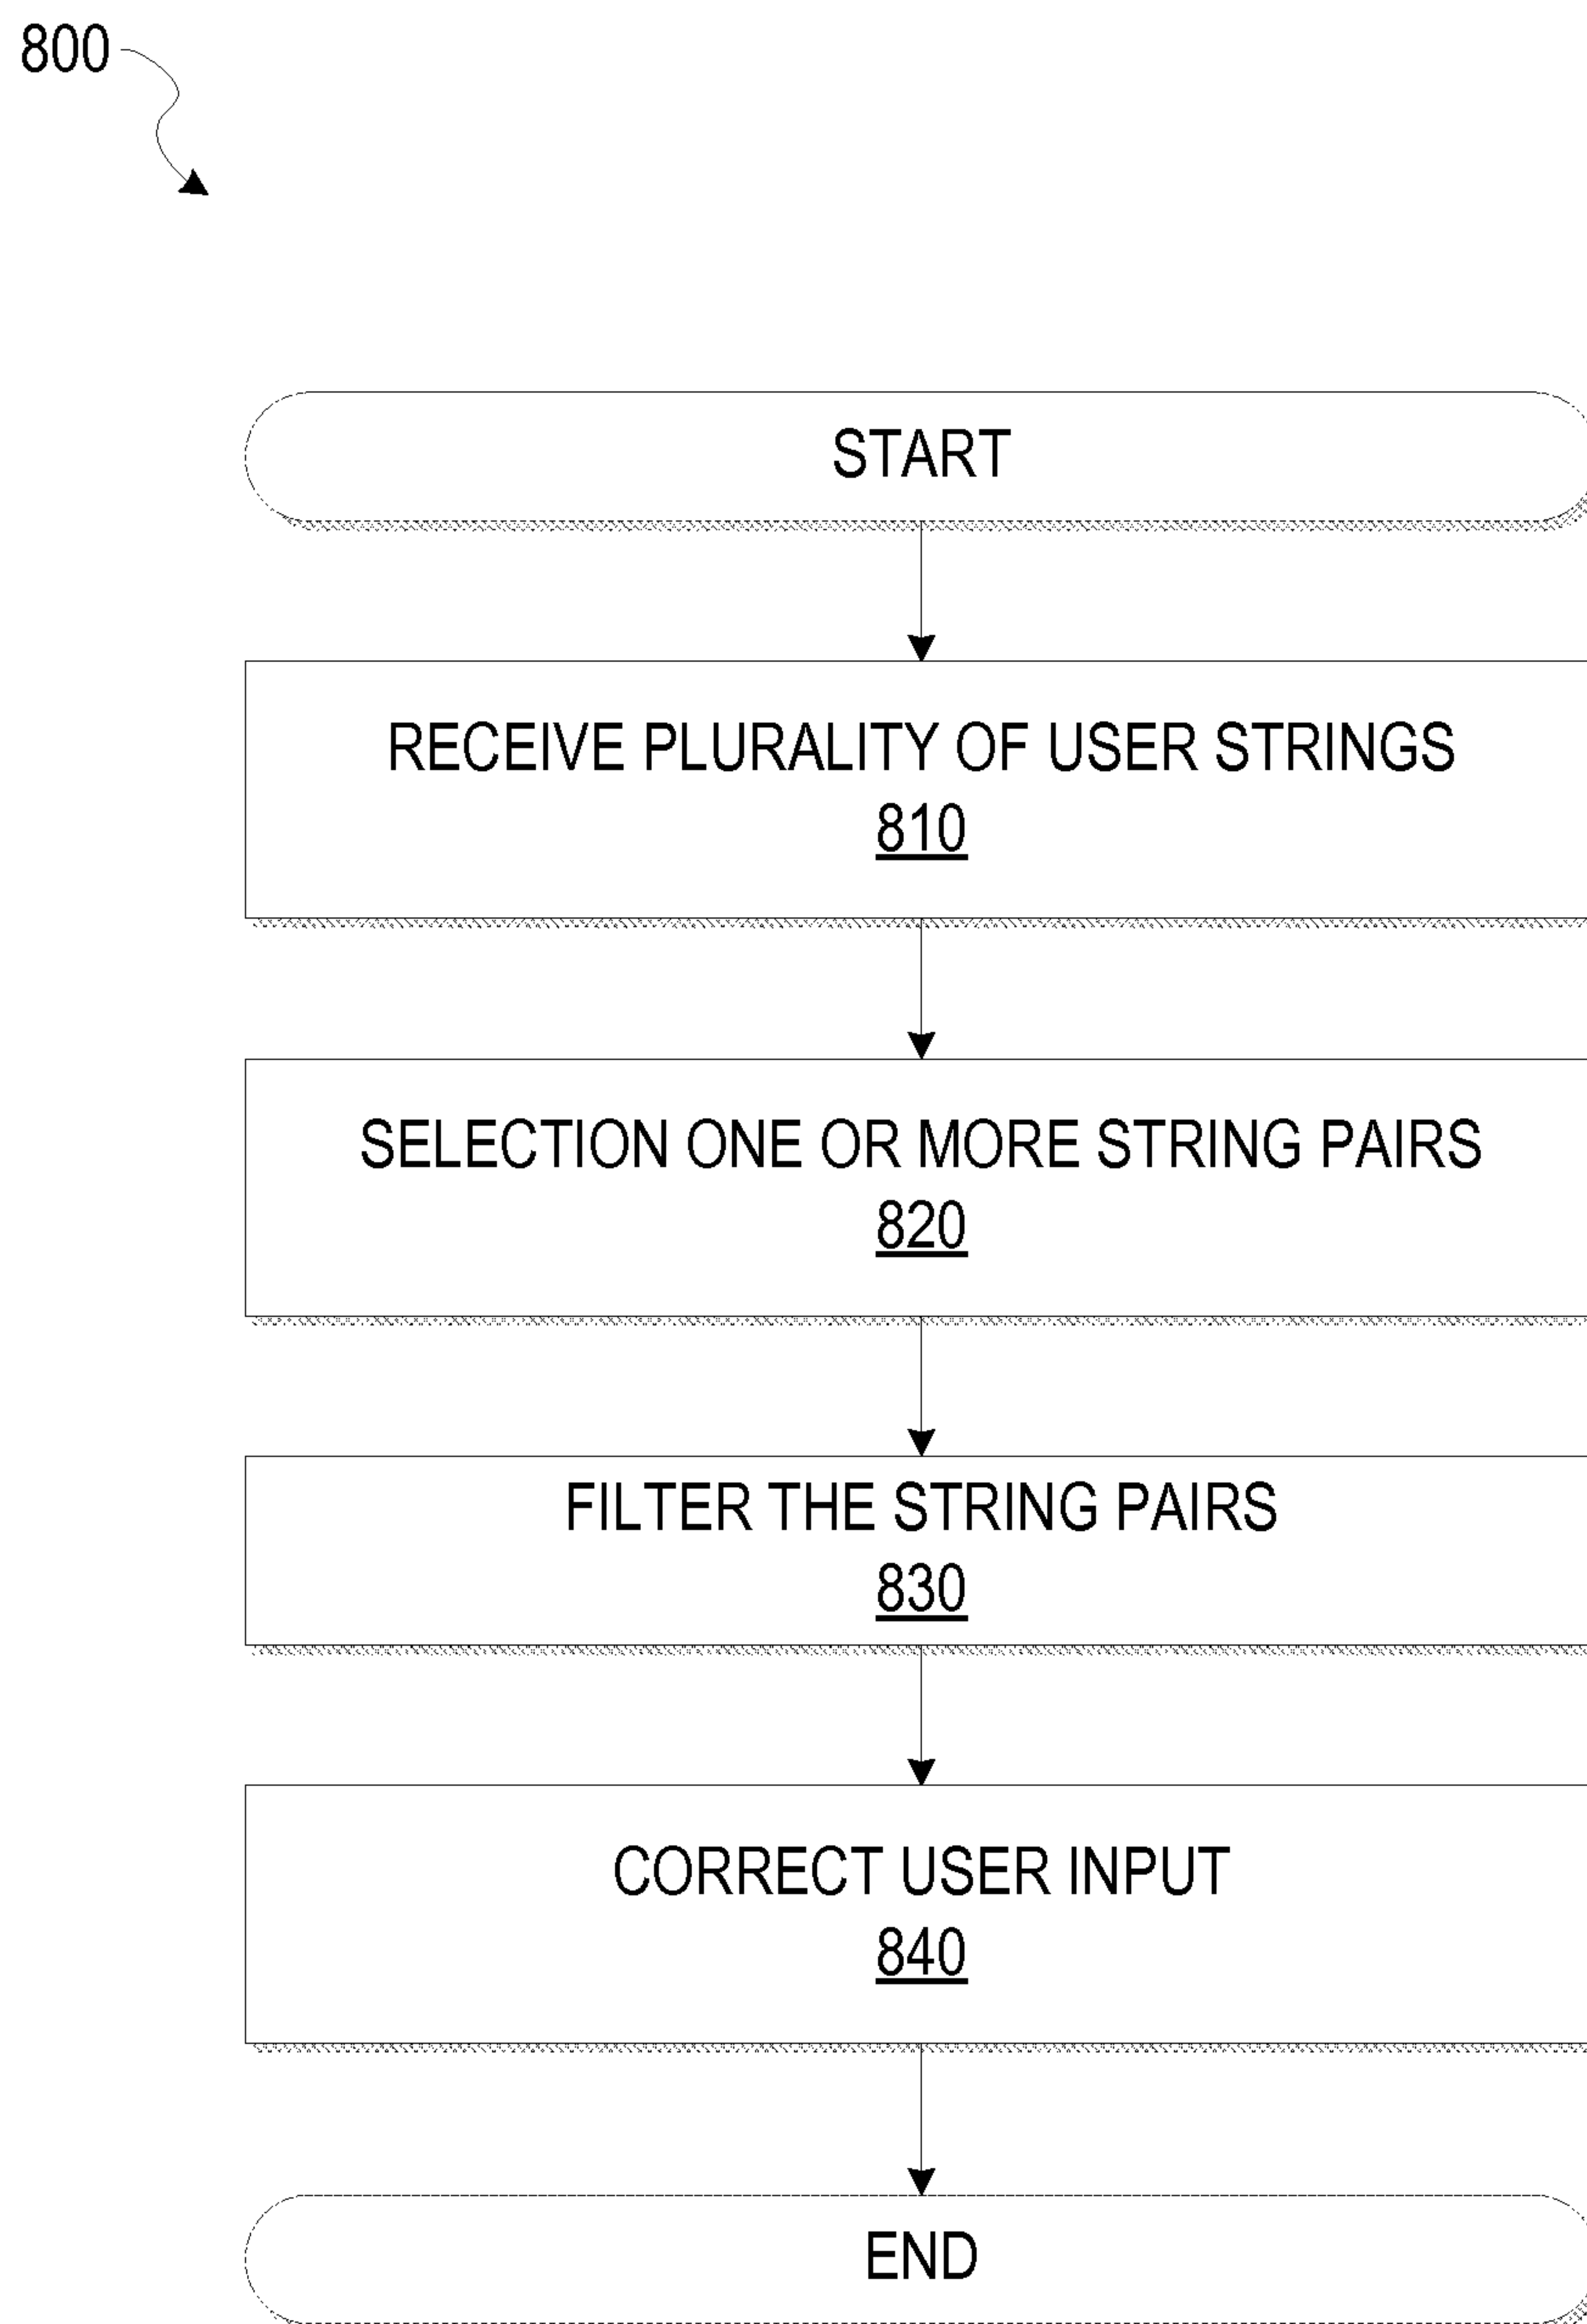 800
START
RECEIVE PLURALITY OF USER STRINGS
810
SELECTION ONE OR MORE STRING PAIRS
820
FILTER THE STRING PAIRS
830
CORRECT USER INPUT
840
END